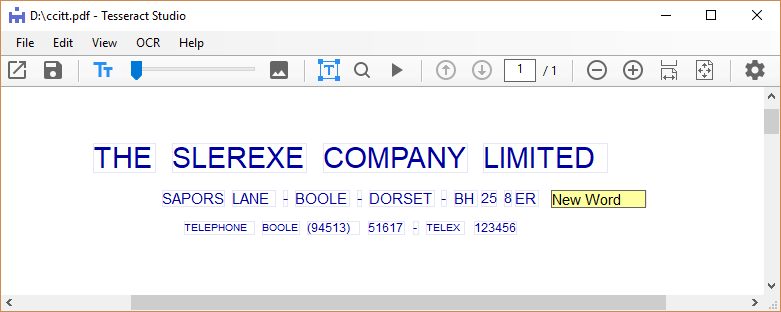 D:\ccitt.pdf - Tesseract Studio
File Edit View OCR Help
1 / 1
THE SLEREXE COMPANY LIMITED
SAPORS LANE - BOOLE - DORSET - BH 25 8 ER New Word
TELEPHONE BOOLE (94513) 51617 - TELEX 123456